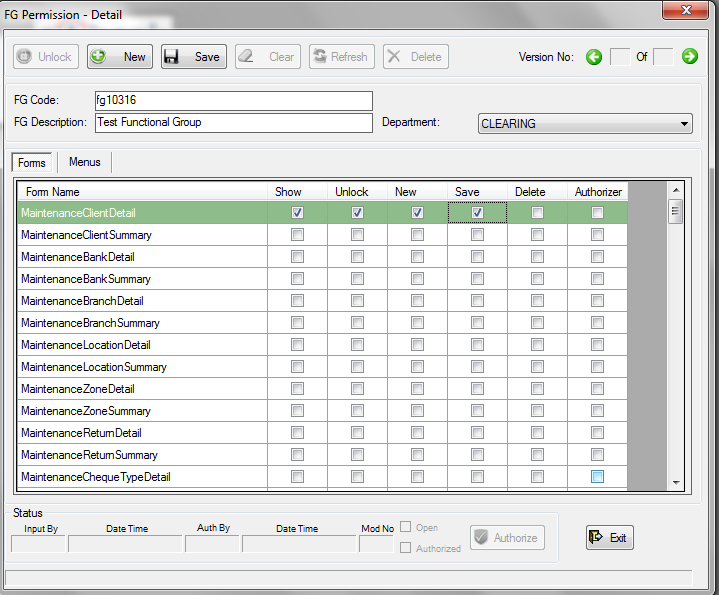 FG Permission - Detail
Unlock New Save Clear Refresh Delete Version No: Of
FG Code: fg10316
FG Description: Test Functional Group Department: CLEARING
Forms Menus
Form Name Show Unlock New Save Delete Authorizer
MaintenanceClientDetail
MaintenanceClientSummary
MaintenanceBankDetail
MaintenanceBankSummary
MaintenanceBranchDetail
MaintenanceBranchSummary
MaintenanceLocationDetail
MaintenanceLocationSummary
MaintenanceZoneDetail
MaintenanceZoneSummary
MaintenanceReturnDetail
MaintenanceReturnSummary
MaintenanceChequeTypeDetail
Status
Input By Date Time Auth By Date Time Mod No Open
Authorized
Authorize Exit